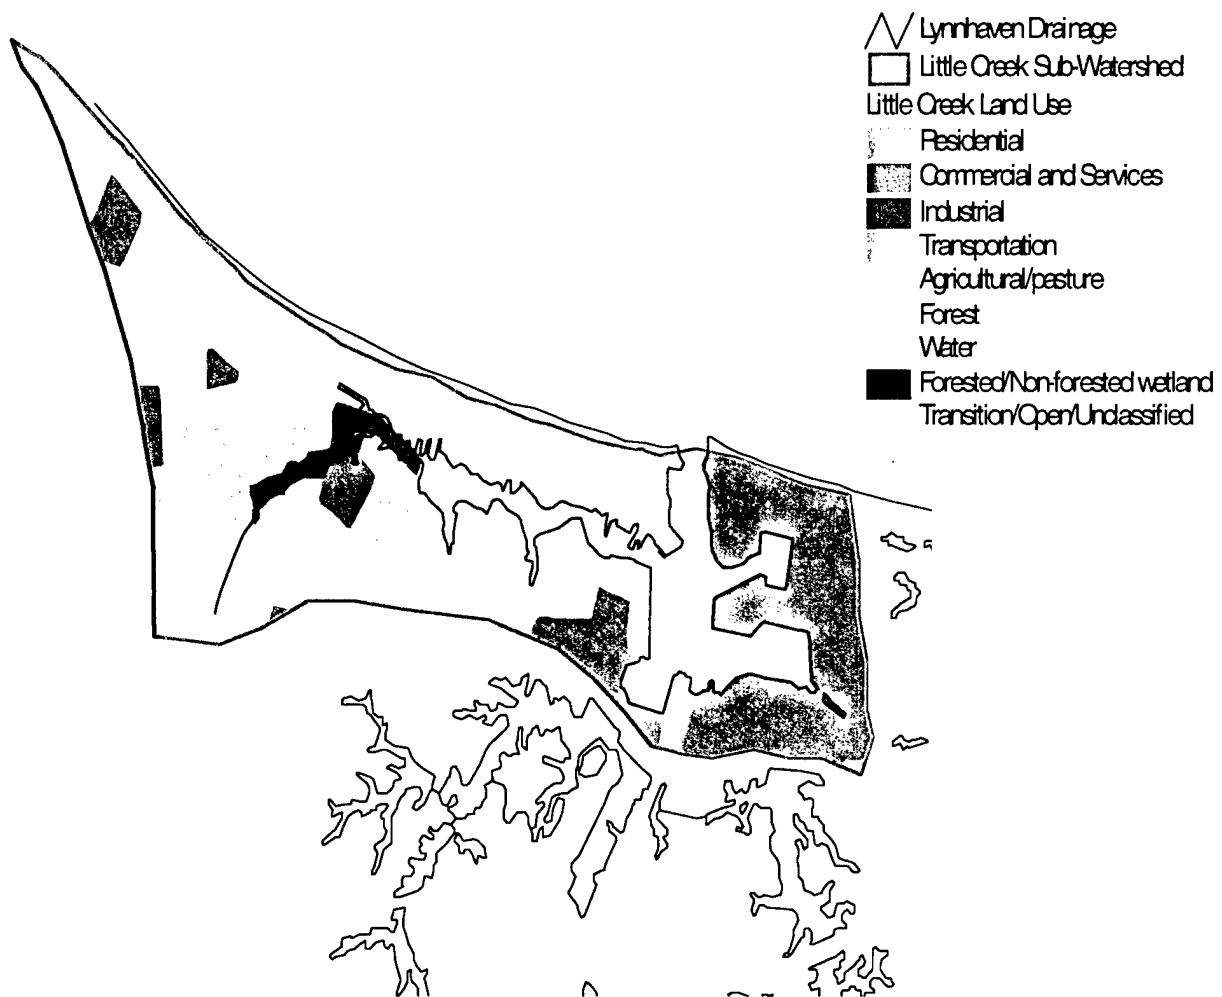 Lynnhaven Drainage
Little Creek Sub-Watershed
Little Creek Land Use
Residential
Commercial and Services
Industrial
Transportation
Agricultural/pasture
Forest
Water
Forested/Non-forested wetland
Transition/Open/Unclassified